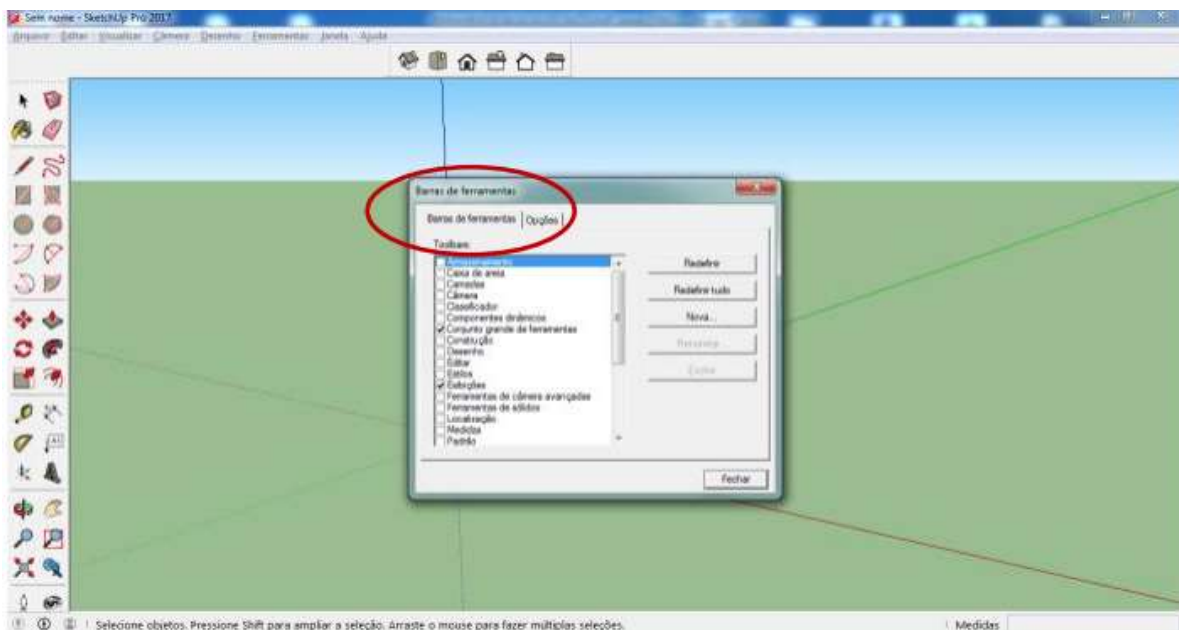 Sem nome - SketchUp Pro 2017
Arquivo Editar Visualizar Câmera Desenho Ferramentas Janela Ajuda
Barras de ferramentas
Barras de ferramentas Opções
Toolbars:
Armazenamento
Caixa de areia
Camadas
Câmera
Classificador
Componentes dinâmicos
Conjunto grande de ferramentas
Construção
Desenho
Editar
Estilos
Exibições
Ferramentas de câmera avançadas
Ferramentas de sólidos
Localização
Medidas
Padrão
Redefinir
Redefinir tudo
Nova...
Renomear...
Excluir
Fechar
Selecione objetos. Pressione Shift para ampliar a seleção. Arraste o mouse para fazer múltiplas seleções.
Medidas